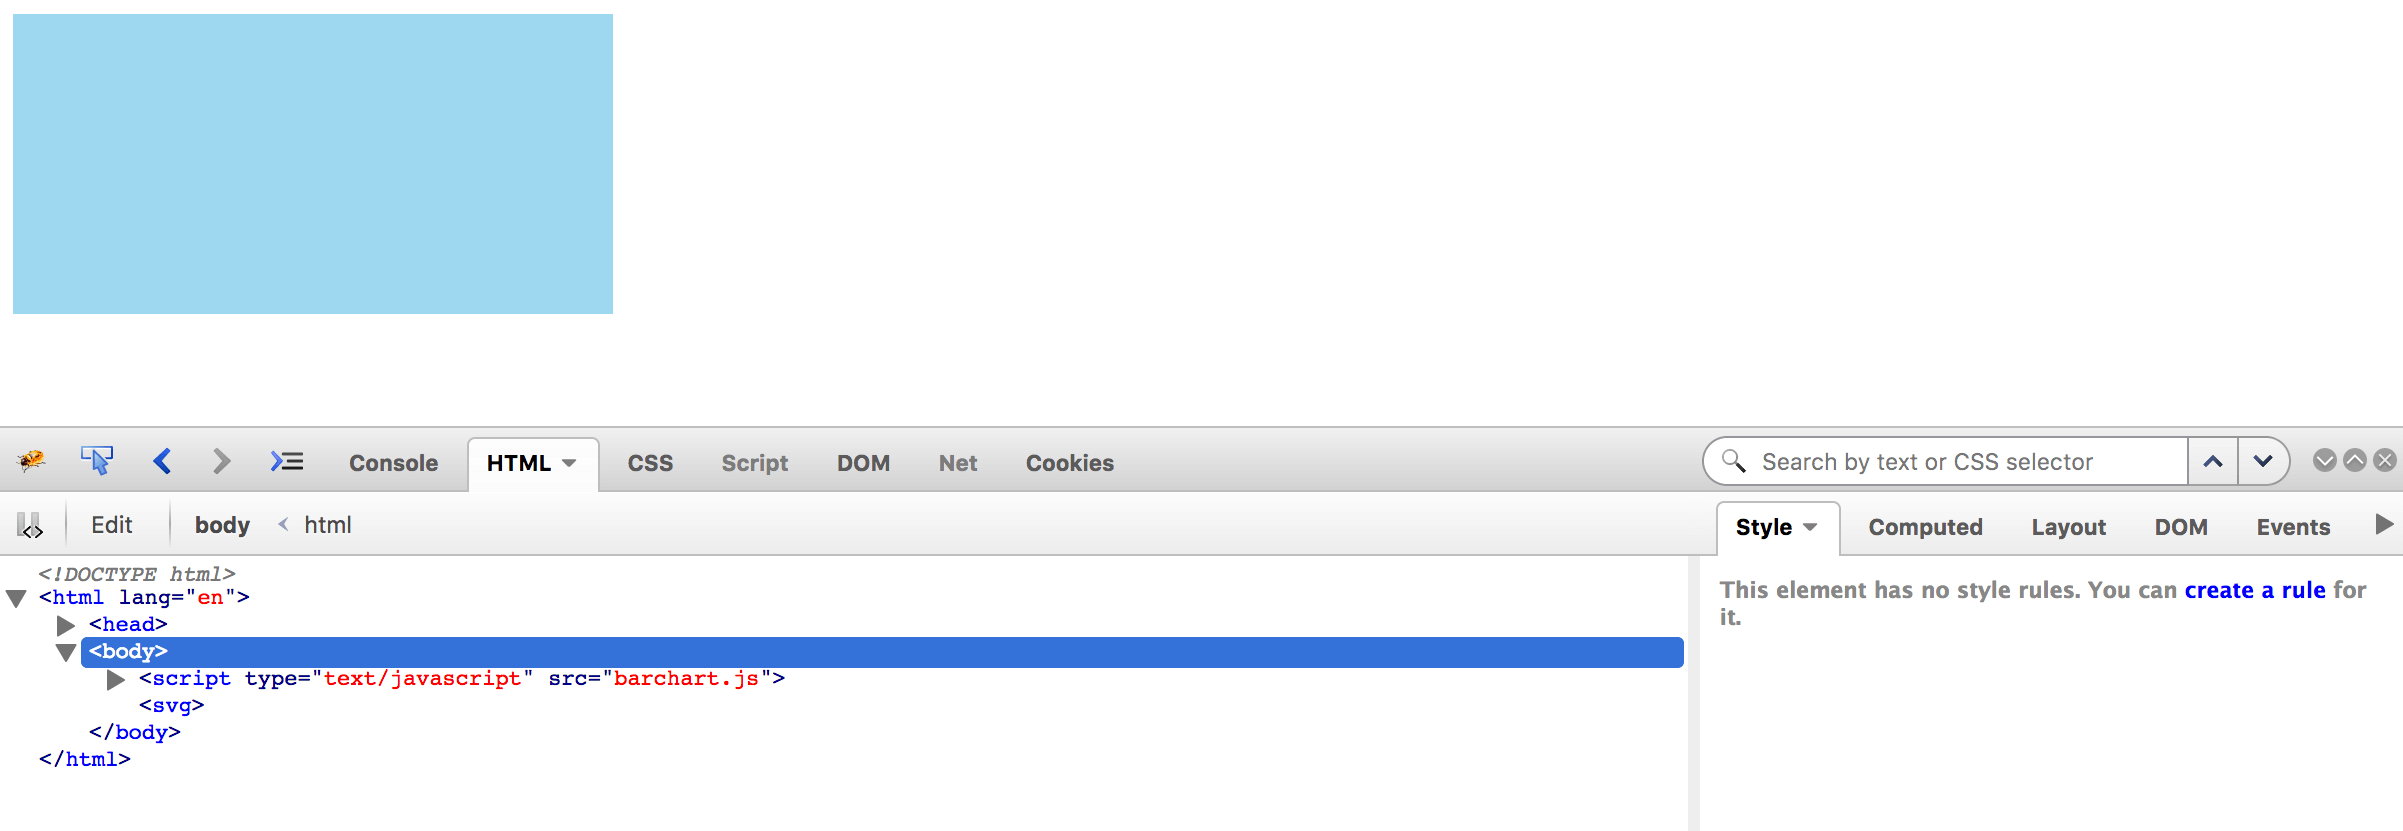 Console HTML CSS Script DOM Net Cookies Search by text or CSS selector
Edit body < html Style Computed Layout DOM Events
<!DOCTYPE html>
<html lang="en">
<head>
<body>
<script type="text/javascript" src="barchart.js">
<svg>
</body>
</html>
This element has no style rules. You can create a rule for
it.